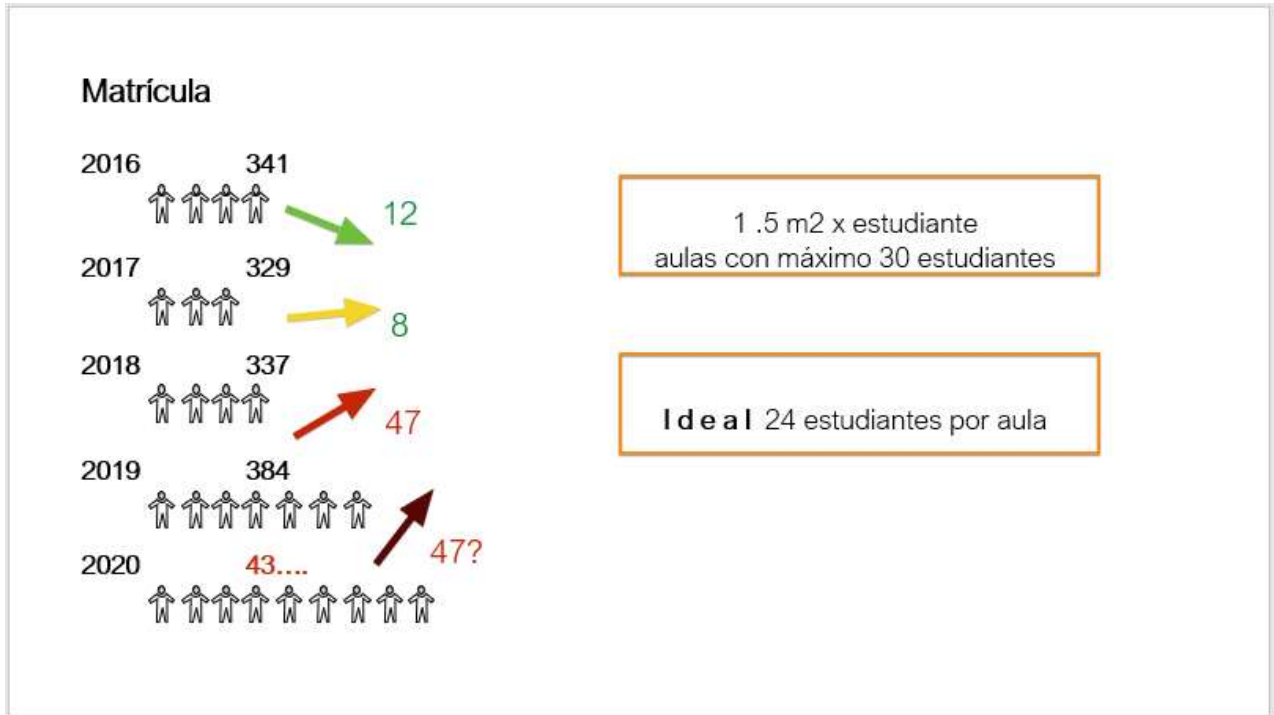 Matrícula
2016 341
12
2017 329
8
2018 337
47
2019 384
47?
2020 43....
1 .5 m2 x estudiante
aulas con máximo 30 estudiantes
I d e a l 24 estudiantes por aula